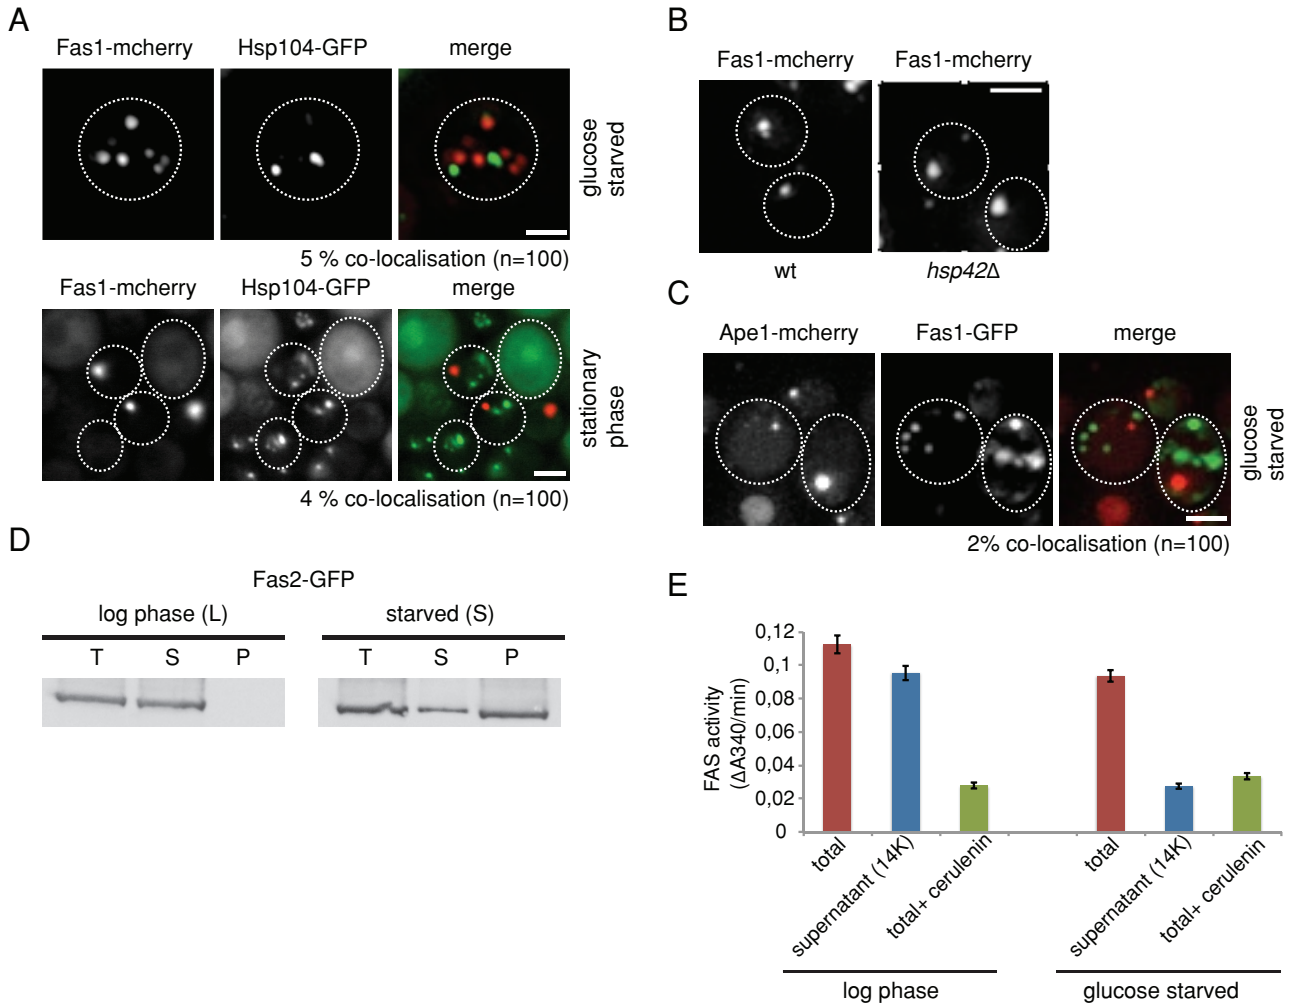 A
Fas1-mcherry Hsp104-GFP merge
glucose
starved
5 % co-localisation (n=100)
Fas1-mcherry Hsp104-GFP merge
stationary
phase
4 % co-localisation (n=100)
B
Fas1-mcherry Fas1-mcherry
wt hsp42Δ
C
Ape1-mcherry Fas1-GFP merge
glucose
starved
2% co-localisation (n=100)
D
Fas2-GFP
log phase (L) starved (S)
T S P T S P
E
FAS activity
(ΔA340/min)
0,12
0,1
0,08
0,06
0,04
0,02
0
total
supernatant (14K)
total+ cerulenin
total
supernatant (14K)
total+ cerulenin
log phase glucose starved